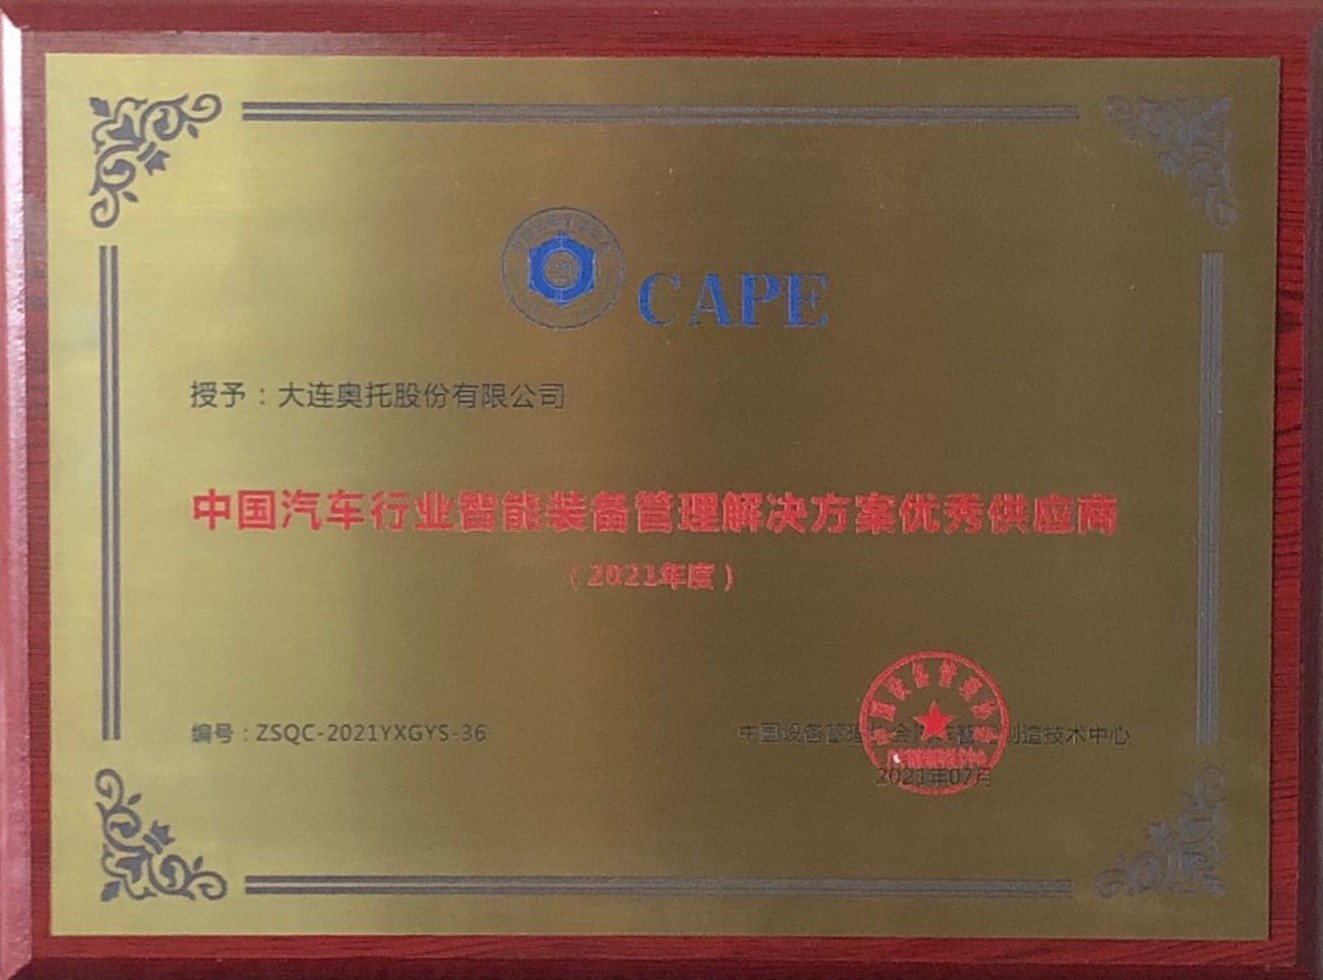 CAPE
授予：大连奥托股份有限公司
中国汽车行业智能装备管理解决方案优秀供应商
（2021年度）
编号：ZSQC-2021YXGYS-36
中国设备管理 会 智 制造技术中心
2021年07月